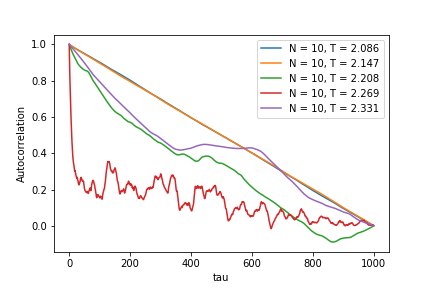 1.0
0.8
0.6
0.4
0.2
0.0
Autocorrelation
N = 10, T = 2.086
N = 10, T = 2.147
N = 10, T = 2.208
N = 10, T = 2.269
N = 10, T = 2.331
0 200 400 600 800 1000
tau